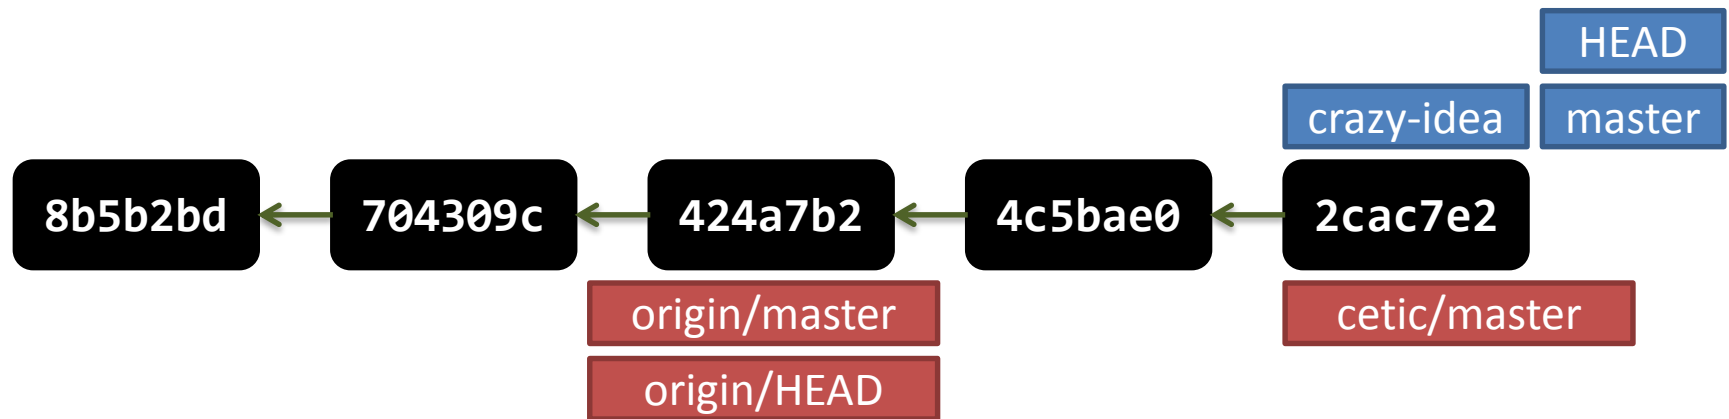 HEAD
crazy-idea master
8b5b2bd 704309c 424a7b2 4c5bae0 2cac7e2
origin/master cetic/master
origin/HEAD